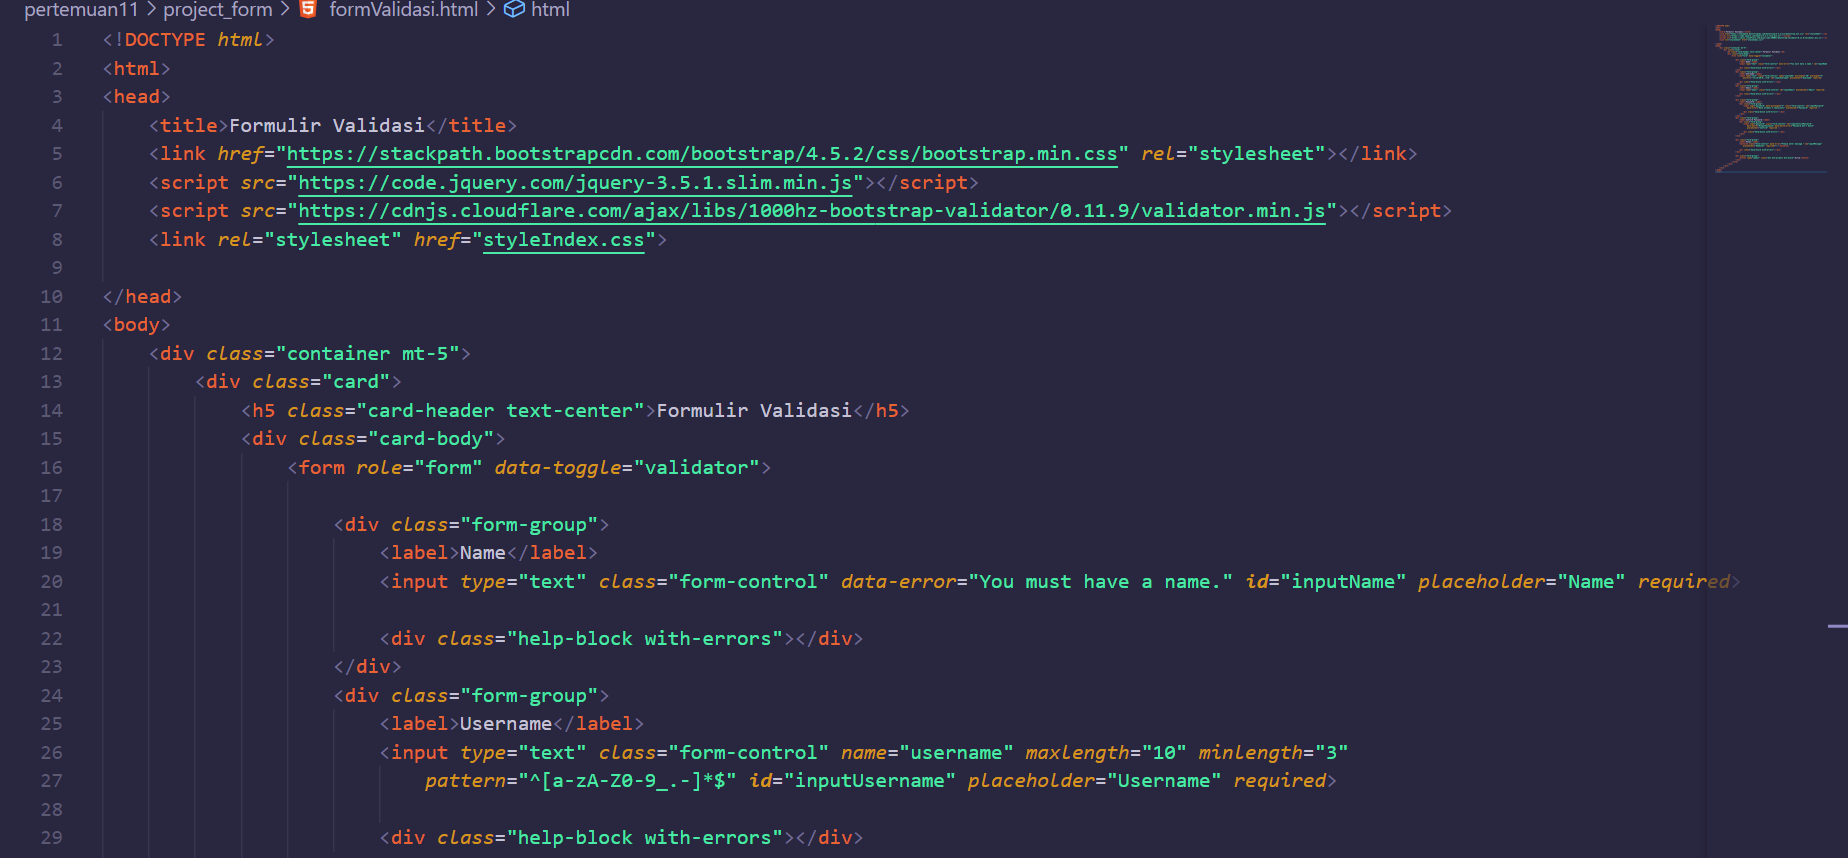 pertemuan11 > project_form > formValidasi.html > html
1 <!DOCTYPE html>
2 <html>
3 <head>
4 <title>Formulir Validasi</title>
5 <link href="https://stackpath.bootstrapcdn.com/bootstrap/4.5.2/css/bootstrap.min.css" rel="stylesheet"></link>
6 <script src="https://code.jquery.com/jquery-3.5.1.slim.min.js"></script>
7 <script src="https://cdnjs.cloudflare.com/ajax/libs/1000hz-bootstrap-validator/0.11.9/validator.min.js"></script>
8 <link rel="stylesheet" href="styleIndex.css">
9
10 </head>
11 <body>
12 <div class="container mt-5">
13 <div class="card">
14 <h5 class="card-header text-center">Formulir Validasi</h5>
15 <div class="card-body">
16 <form role="form" data-toggle="validator">
17
18 <div class="form-group">
19 <label>Name</label>
20 <input type="text" class="form-control" data-error="You must have a name." id="inputName" placeholder="Name" required>
21
22 <div class="help-block with-errors"></div>
23 </div>
24 <div class="form-group">
25 <label>Username</label>
26 <input type="text" class="form-control" name="username" maxlength="10" minlength="3"
27 pattern="^[a-zA-Z0-9_.-]*$" id="inputUsername" placeholder="Username" required>
28
29 <div class="help-block with-errors"></div>